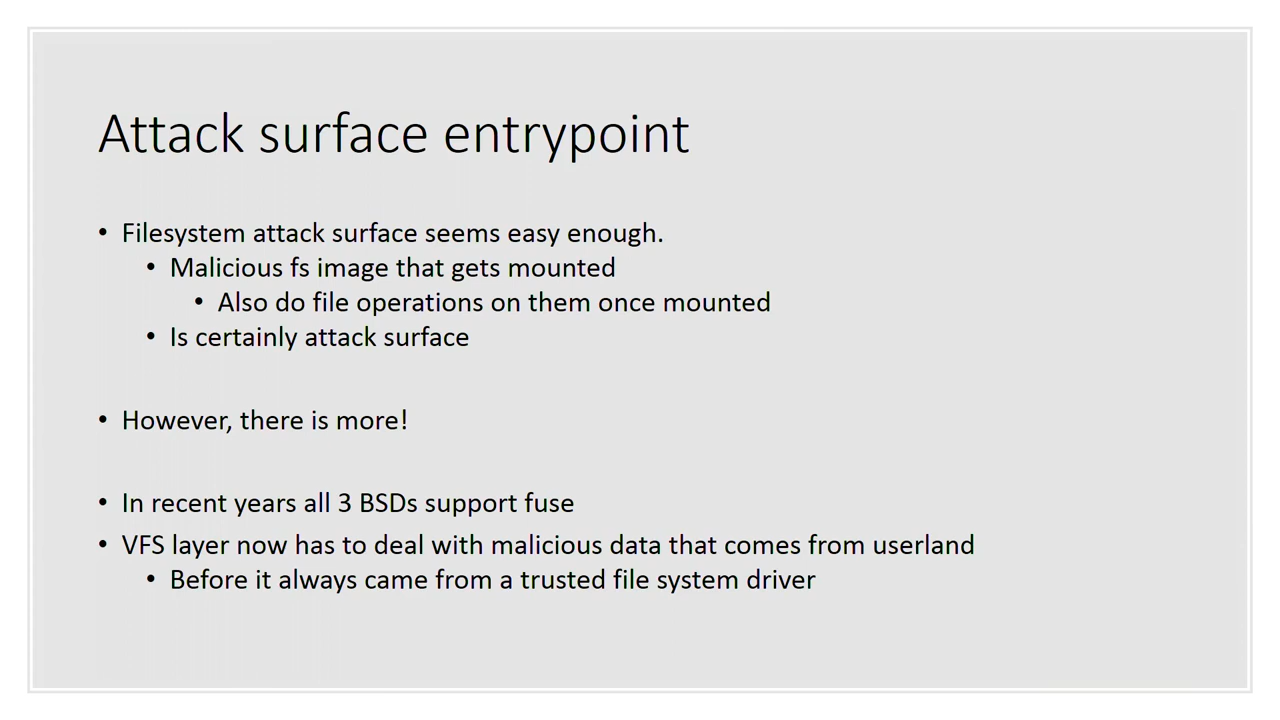 Attack surface entrypoint
• Filesystem attack surface seems easy enough.
• Malicious fs image that gets mounted
• Also do file operations on them once mounted
• Is certainly attack surface
• However, there is more!
• In recent years all 3 BSDs support fuse
• VFS layer now has to deal with malicious data that comes from userland
• Before it always came from a trusted file system driver